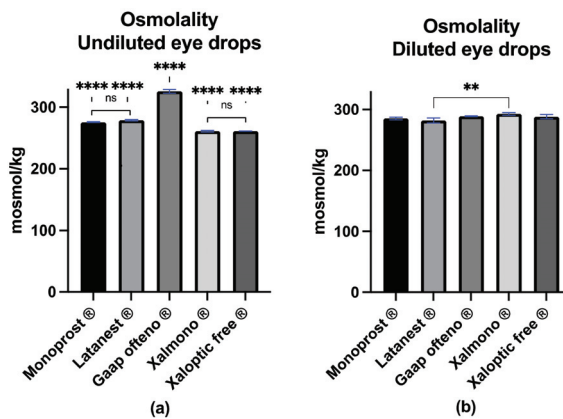 Osmolality
Undiluted eye drops
****
**** ****
ns
**** ****
ns
mosmol/kg
300
200
100
0
Monoprost ®
Latanest ®
Gaap ofteno ®
Xalmono ®
Xaloptic free ®
(a)
Osmolality
Diluted eye drops
**
mosmol/kg
300
200
100
0
Monoprost ®
Latanest ®
Gaap ofteno ®
Xalmono ®
Xaloptic free ®
(b)